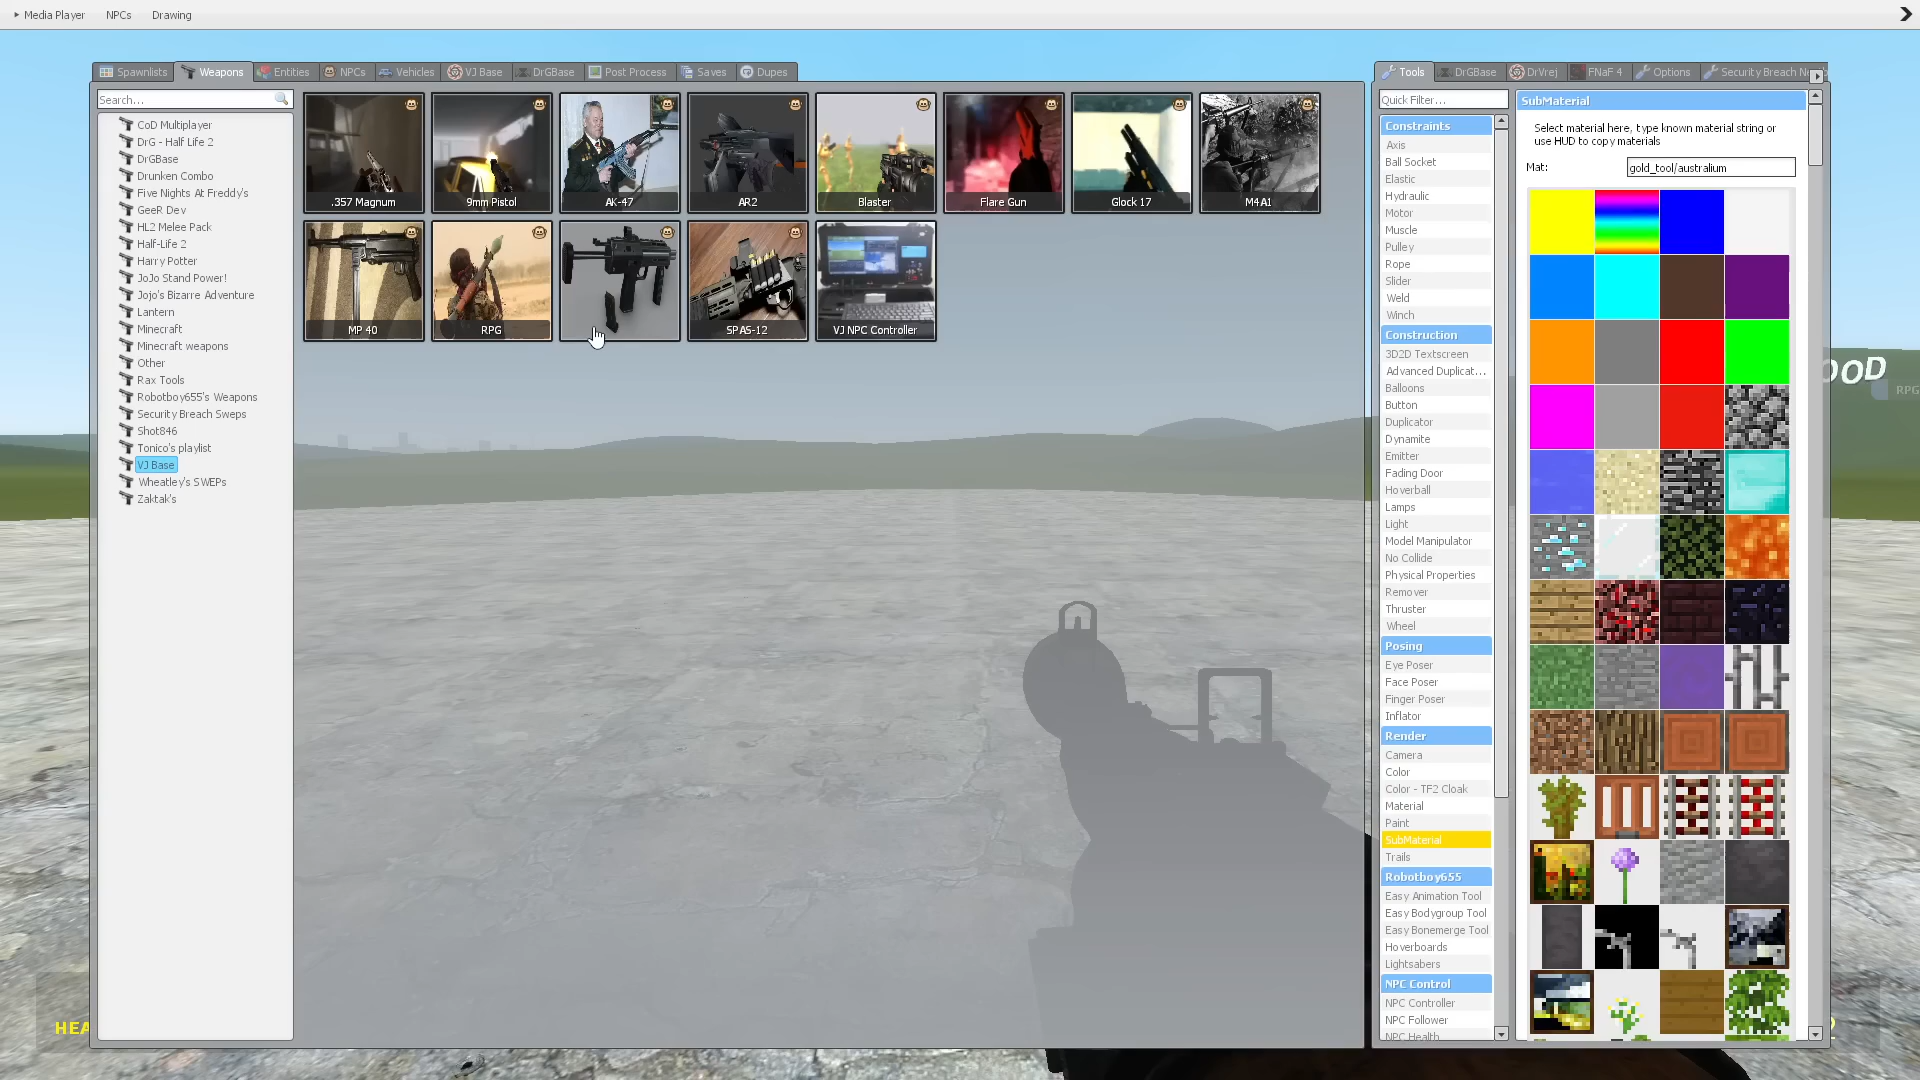 Media Player NPCs Drawing
Spawnlists Weapons Entities NPCs Vehicles VJ Base DrGBase Post Process Saves Dupes
Search...
CoD Multiplayer
DrG - Half Life 2
DrGBase
Drunken Combo
Five Nights At Freddy's
GeeR Dev
HL2 Melee Pack
Half-Life 2
Harry Potter
JoJo Stand Power!
Jojo's Bizarre Adventure
Lantern
Minecraft
Minecraft weapons
Other
Rax Tools
Robotboy655's Weapons
Security Breach Sweps
Shot846
Tonico's playlist
VJ Base
Wheatley's SWEPs
Zaktak's
.357 Magnum 9mm Pistol AK-47 AR2 Blaster Flare Gun Glock 17 M4A1
MP 40 RPG SPAS-12 VJ NPC Controller
Tools DrGBase DrVrej FNaF 4 Options Security Breach
Quick Filter...
Constraints
Axis
Ball Socket
Elastic
Hydraulic
Motor
Muscle
Pulley
Rope
Slider
Weld
Winch
Construction
3D2D Textscreen
Advanced Duplicat...
Balloons
Button
Duplicator
Dynamite
Emitter
Fading Door
Hoverball
Lamps
Light
Model Manipulator
No Collide
Physical Properties
Remover
Thruster
Wheel
Posing
Eye Poser
Face Poser
Finger Poser
Inflator
Render
Camera
Color
Color - TF2 Cloak
Material
Paint
SubMaterial
Trails
Robotboy655
Easy Animation Tool
Easy Bodygroup Tool
Easy Bonemerge Tool
Hoverboards
Lightsabers
NPC Control
NPC Controller
NPC Follower
NPC Health
SubMaterial
Select material here, type known material string or
use HUD to copy materials
Mat: gold_tool/australium
OOD
RPG
HEA